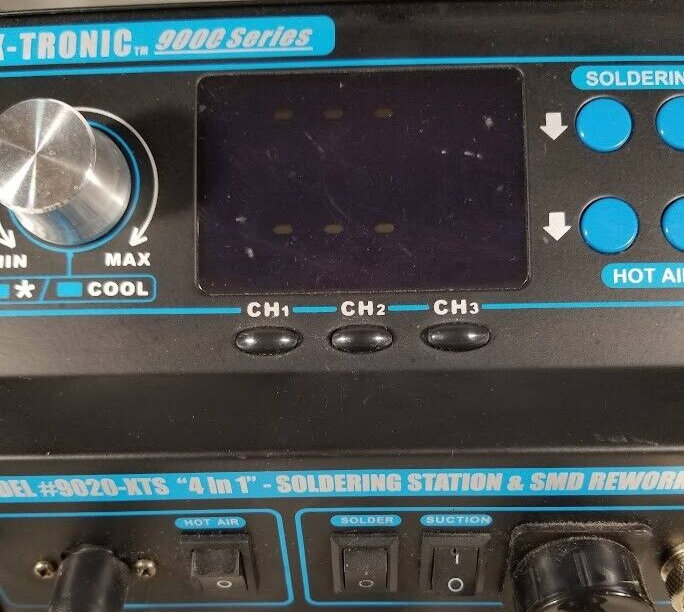 X-TRONIC™ 9000 Series
SOLDERIN
- - -
- - -
MIN MAX
* / COOL
HOT AI
CH1 CH2 CH3
DEL #9020-XTS "4 In 1" - SOLDERING STATION & SMD REWORK
HOT AIR SOLDER SUCTION
O I O